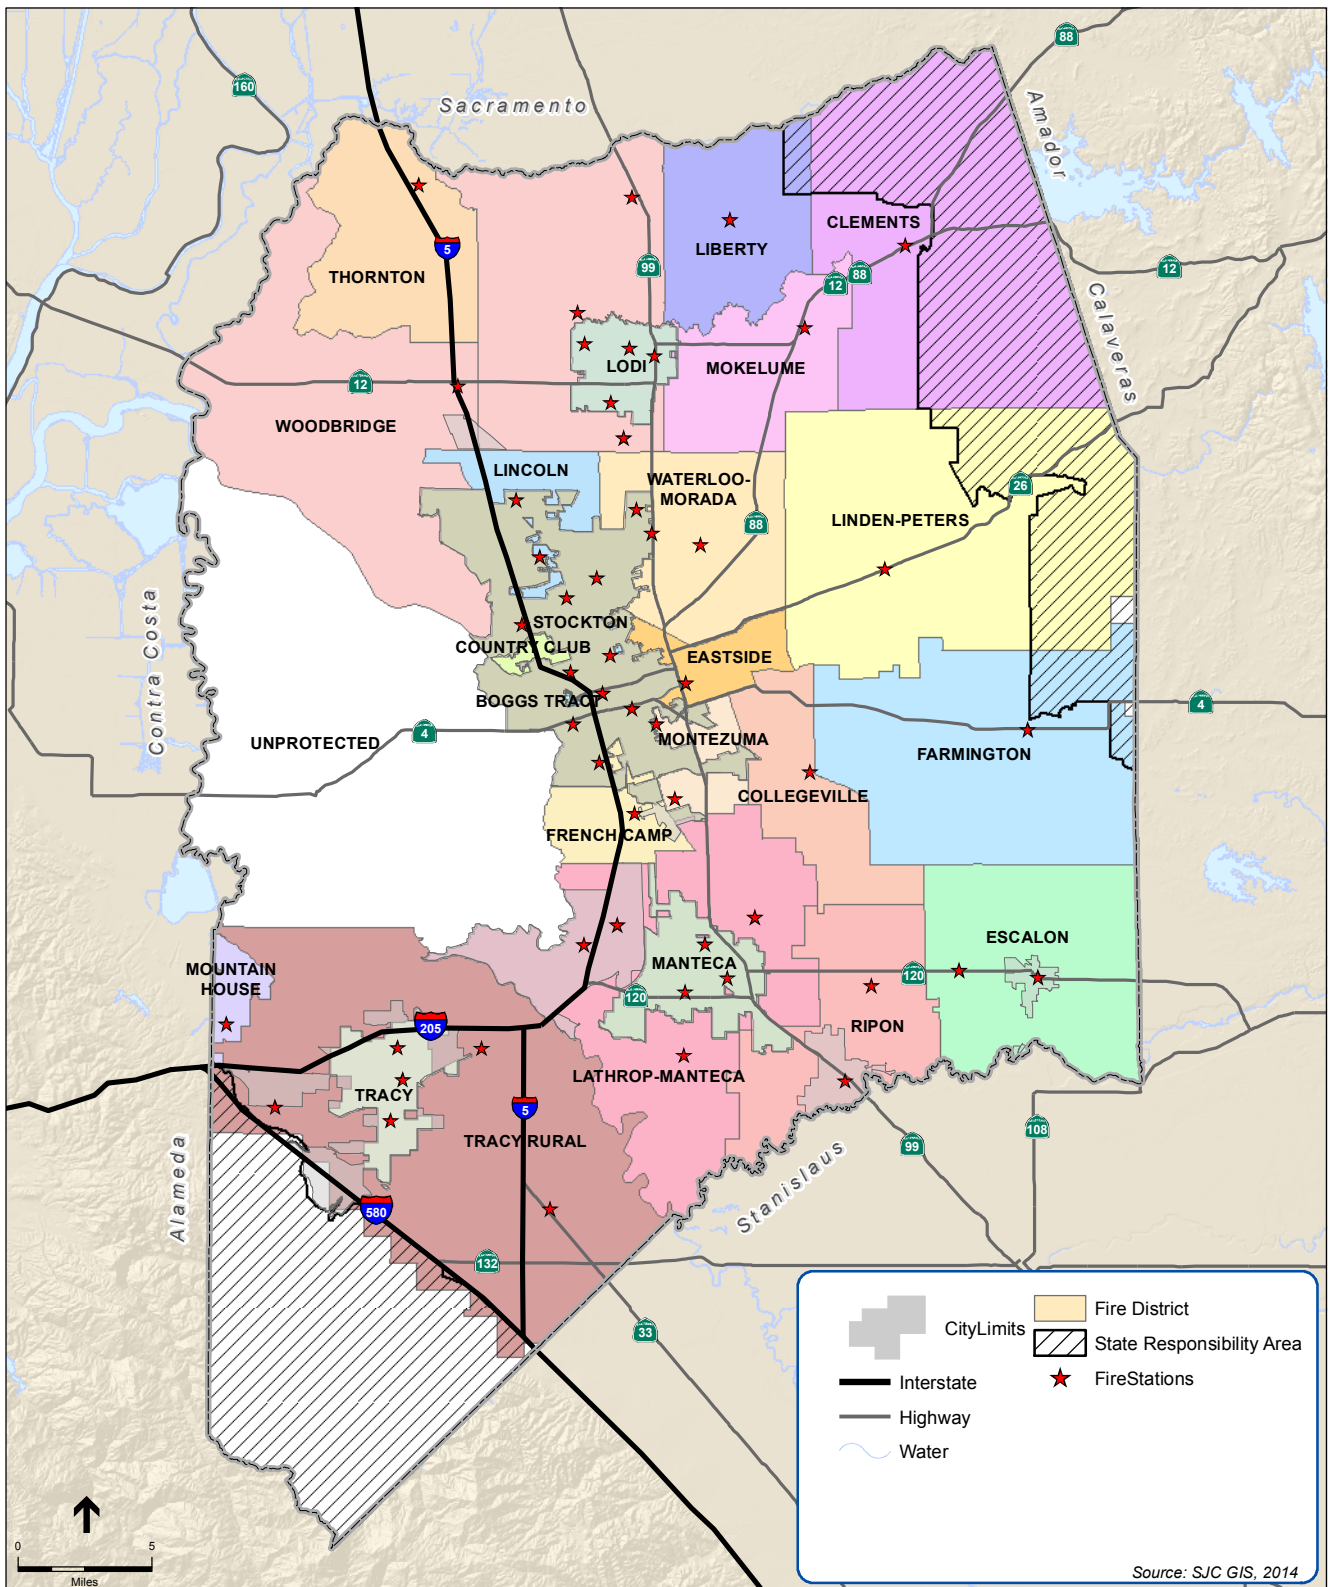 88
160
Sacramento
Amador
CLEMENTS
LIBERTY
5
THORNTON
99
88
12
12
Calaveras
LODI
MOKELUME
12
WOODBRIDGE
LINCOLN
WATERLOO-
MORADA
26
LINDEN-PETERS
88
Contra Costa
STOCKTON
COUNTRY CLUB
EASTSIDE
BOGGS TRACT
4
4
UNPROTECTED
MONTEZUMA
FARMINGTON
COLLEGEVILLE
FRENCH CAMP
ESCALON
MANTECA
MOUNTAIN
HOUSE
120
120
205
RIPON
LATHROP-MANTECA
TRACY
5
TRACY RURAL
108
99
Alameda
Stanislaus
580
132
33
CityLimits
Fire District
State Responsibility Area
Interstate
FireStations
Highway
Water
0
5
Miles
Source: SJC GIS, 2014